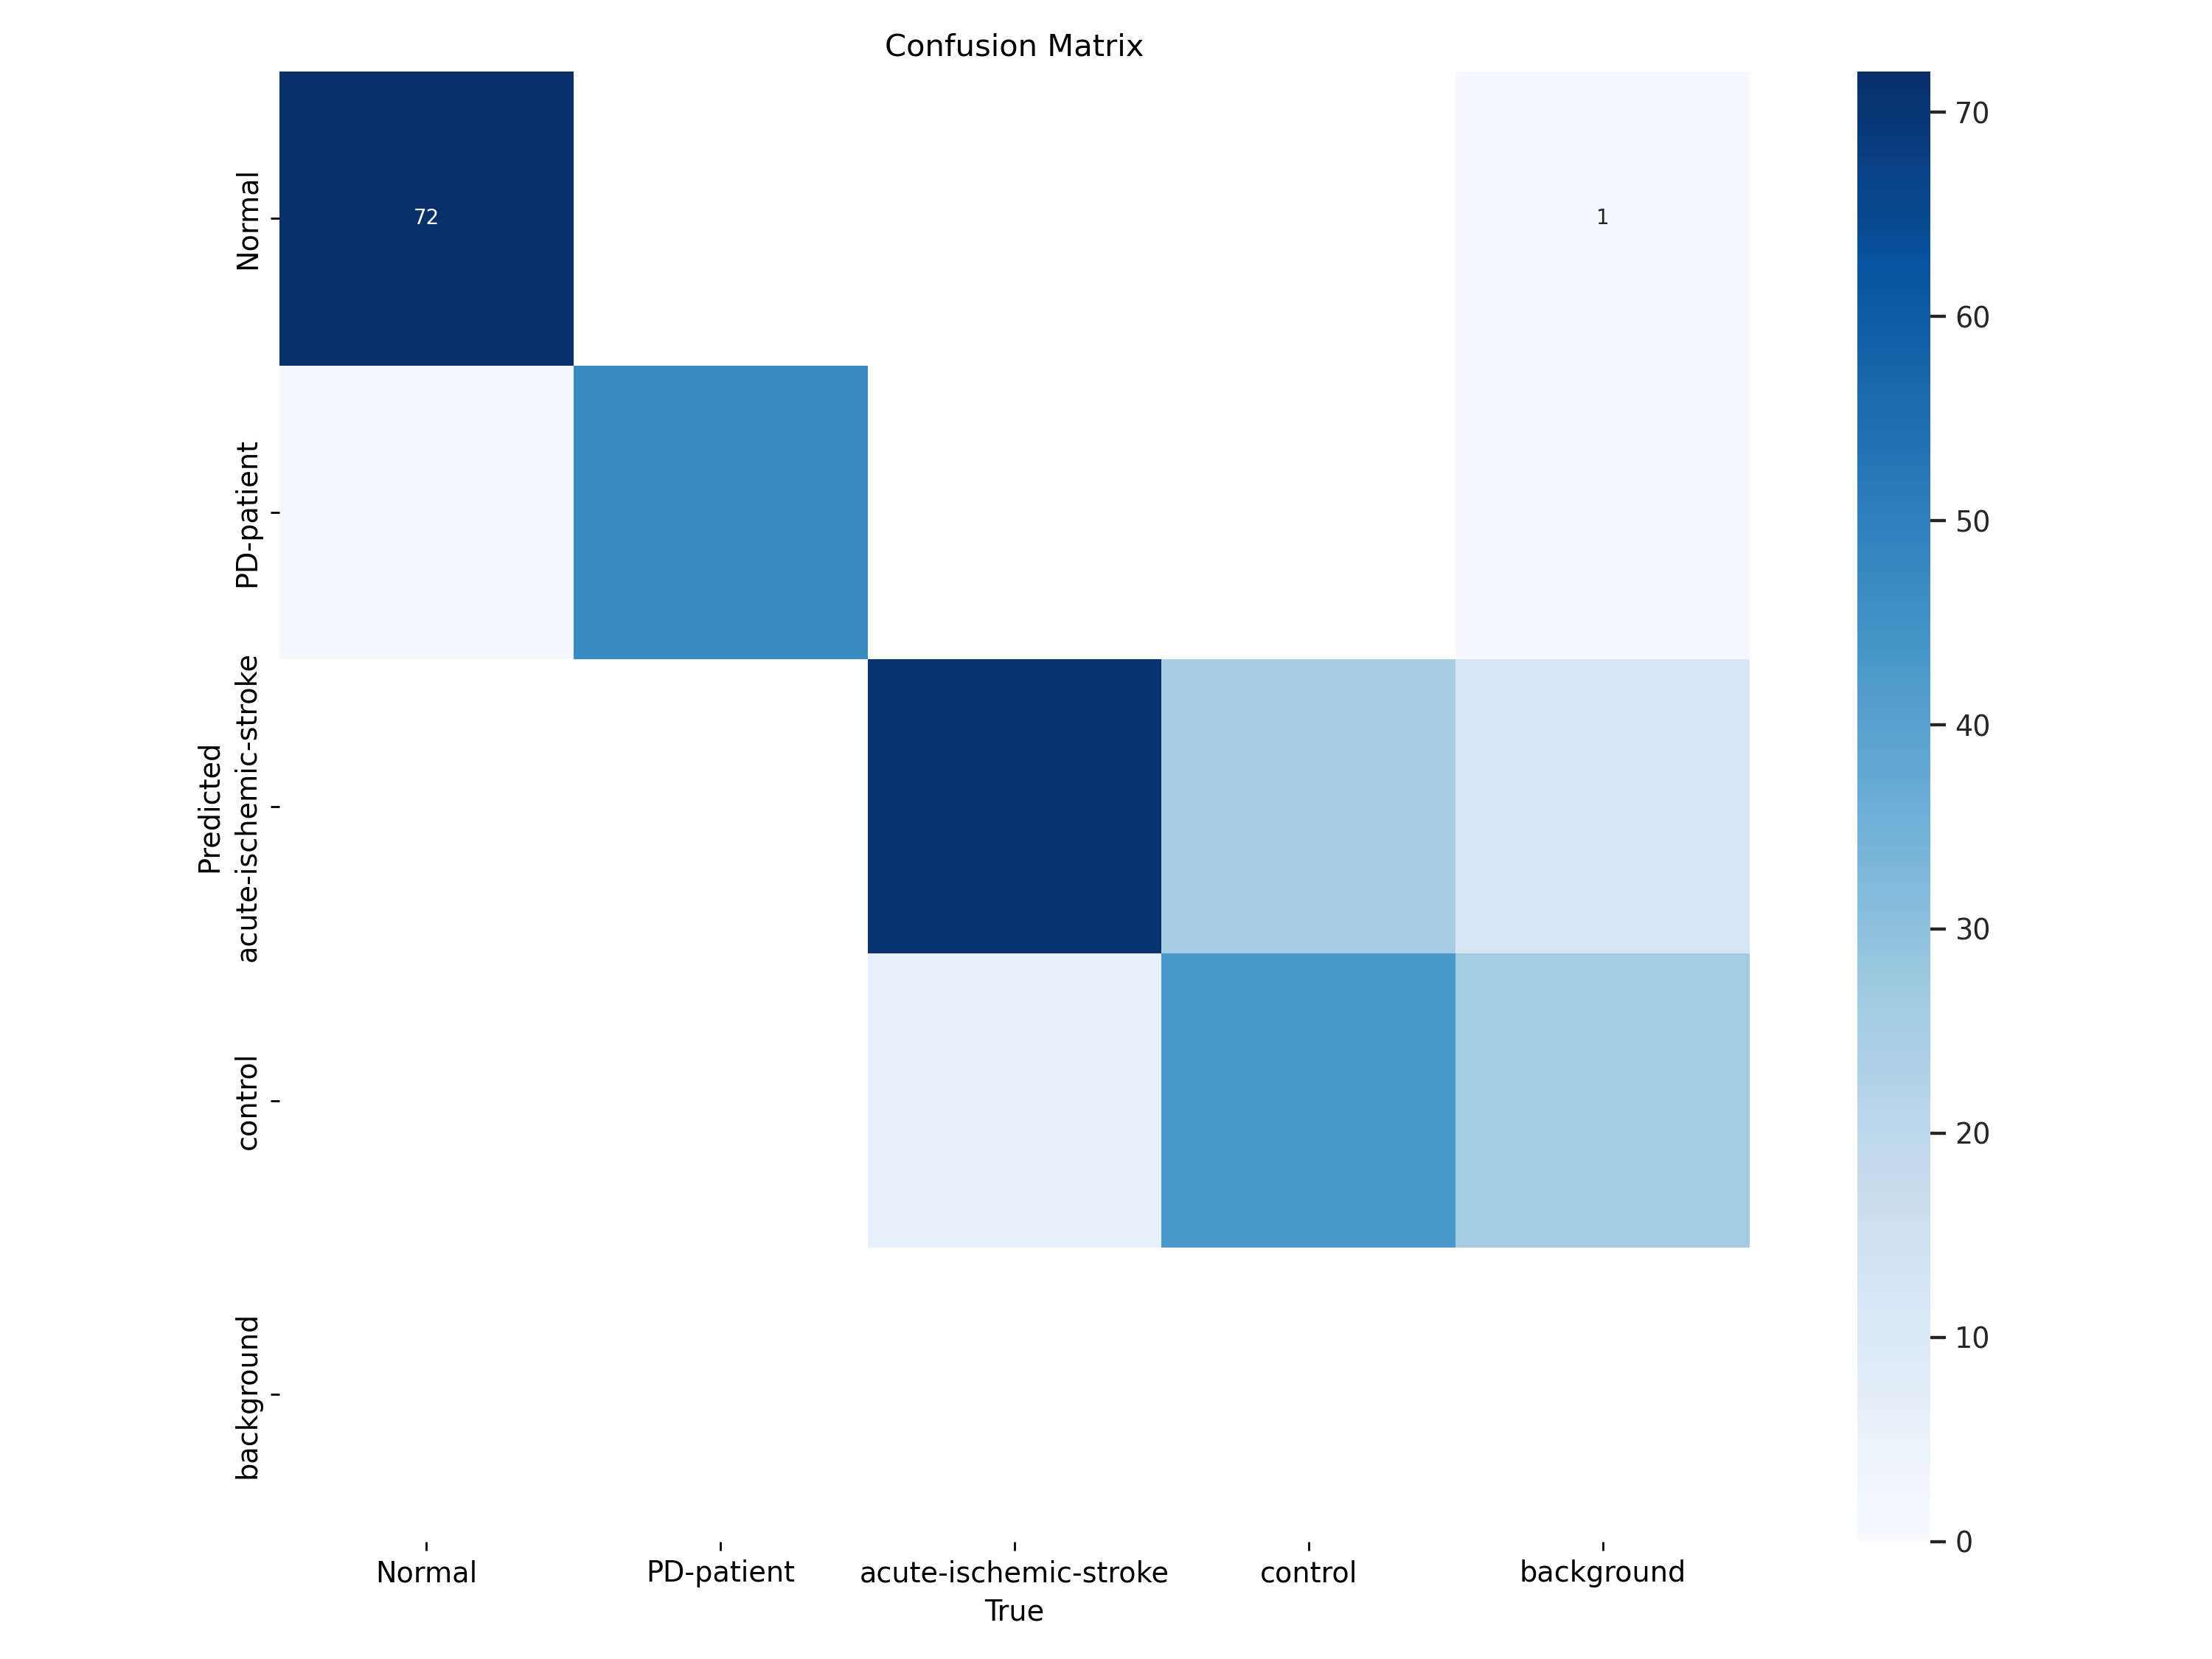 Confusion Matrix
Normal
PD-patient
acute-ischemic-stroke
control
background
Predicted
72
1
Normal
PD-patient
acute-ischemic-stroke
control
background
True
70
60
50
40
30
20
10
0